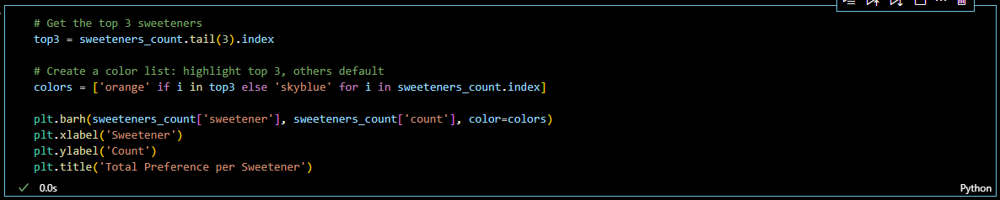 # Get the top 3 sweeteners
top3 = sweeteners_count.tail(3).index
# Create a color list: highlight top 3, others default
colors = ['orange' if i in top3 else 'skyblue' for i in sweeteners_count.index]
plt.barh(sweeteners_count['sweetener'], sweeteners_count['count'], color=colors)
plt.xlabel('Sweetener')
plt.ylabel('Count')
plt.title('Total Preference per Sweetener')
0.0s
Python